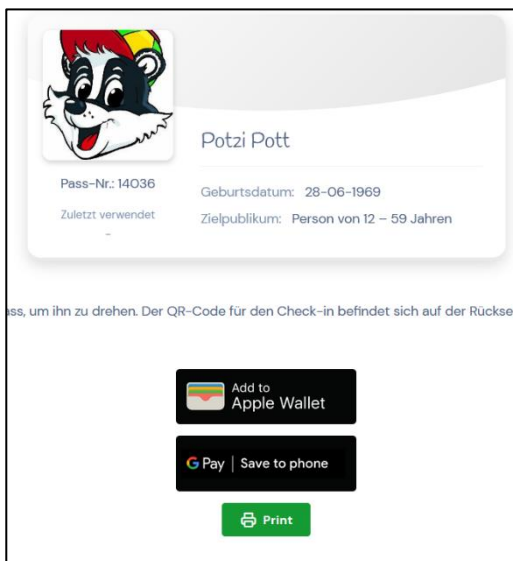 Potzi Pott
Pass-Nr.: 14036
Geburtsdatum: 28-06-1969
Zuletzt verwendet
Zielpublikum: Person von 12 – 59 Jahren
-
ass, um ihn zu drehen. Der QR-Code für den Check-in befindet sich auf der Rückse
Add to
Apple Wallet
G Pay | Save to phone
Print